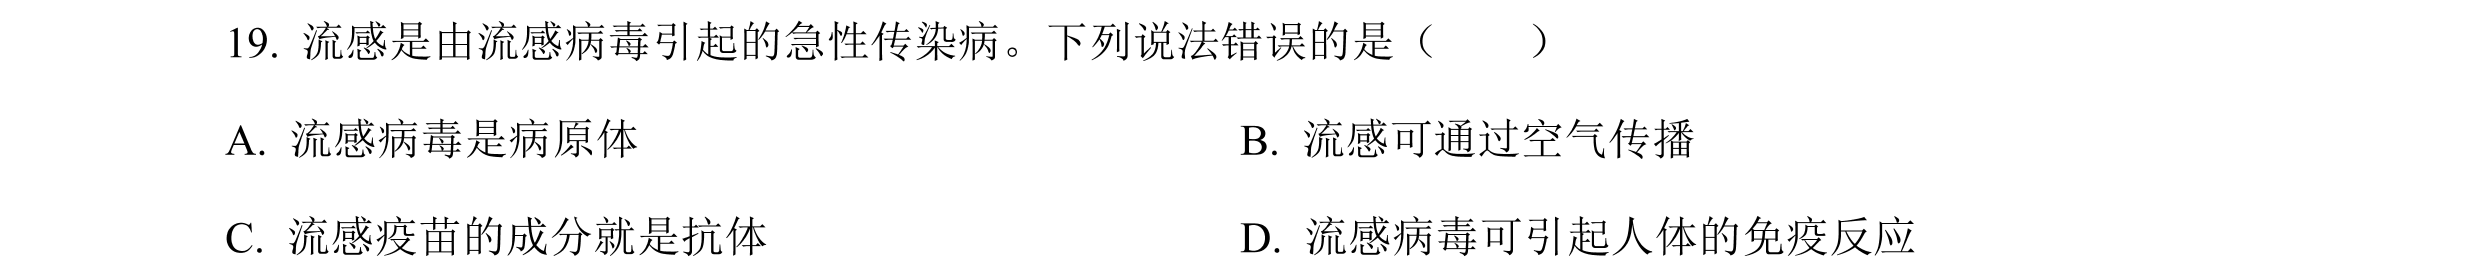 19. 流感是由流感病毒引起的急性传染病。下列说法错误的是（　　）
A. 流感病毒是病原体　　B. 流感可通过空气传播
C. 流感疫苗的成分就是抗体　　D. 流感病毒可引起人体的免疫反应